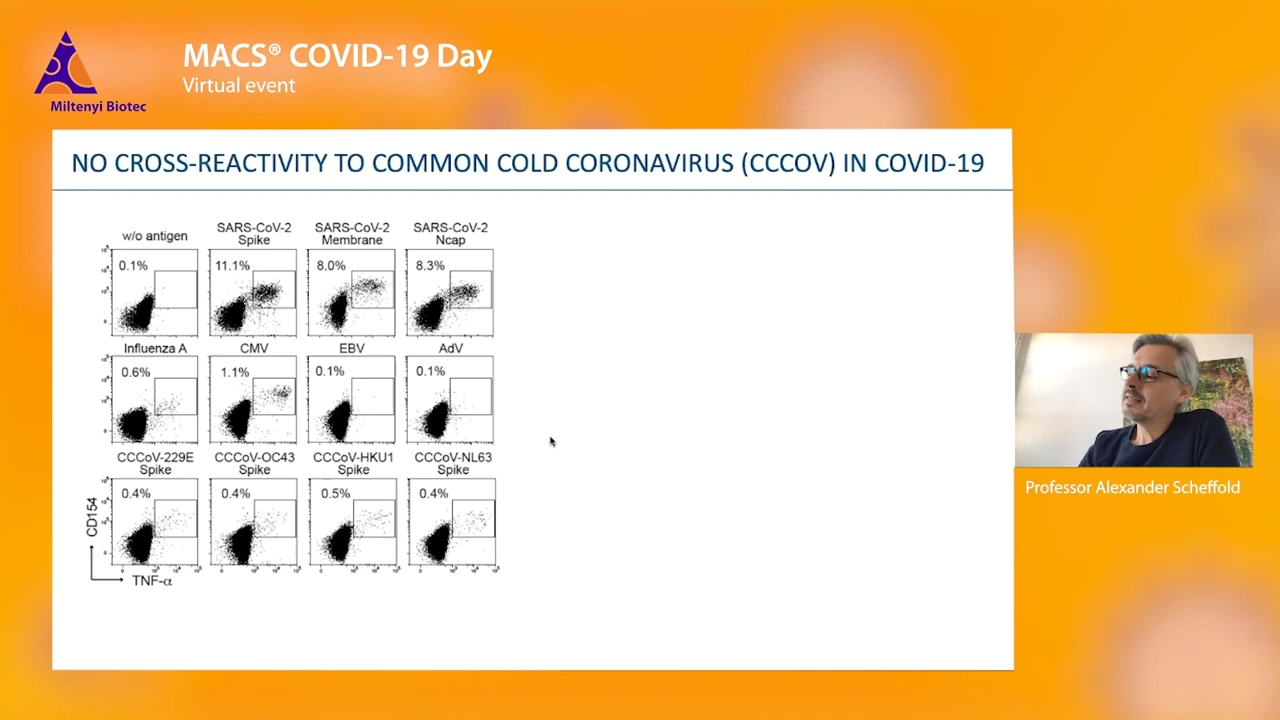 MACS® COVID-19 Day
Virtual event
Miltenyi Biotec
NO CROSS-REACTIVITY TO COMMON COLD CORONAVIRUS (CCCOV) IN COVID-19
w/o antigen
SARS-CoV-2
Spike
SARS-CoV-2
Membrane
SARS-CoV-2
Ncap
0.1%
11.1%
8.0%
8.3%
Influenza A
CMV
EBV
AdV
0.6%
1.1%
0.1%
0.1%
CCCoV-229E
Spike
CCCoV-OC43
Spike
CCCoV-HKU1
Spike
CCCoV-NL63
Spike
0.4%
0.4%
0.5%
0.4%
CD154
TNF-α
Professor Alexander Scheffold